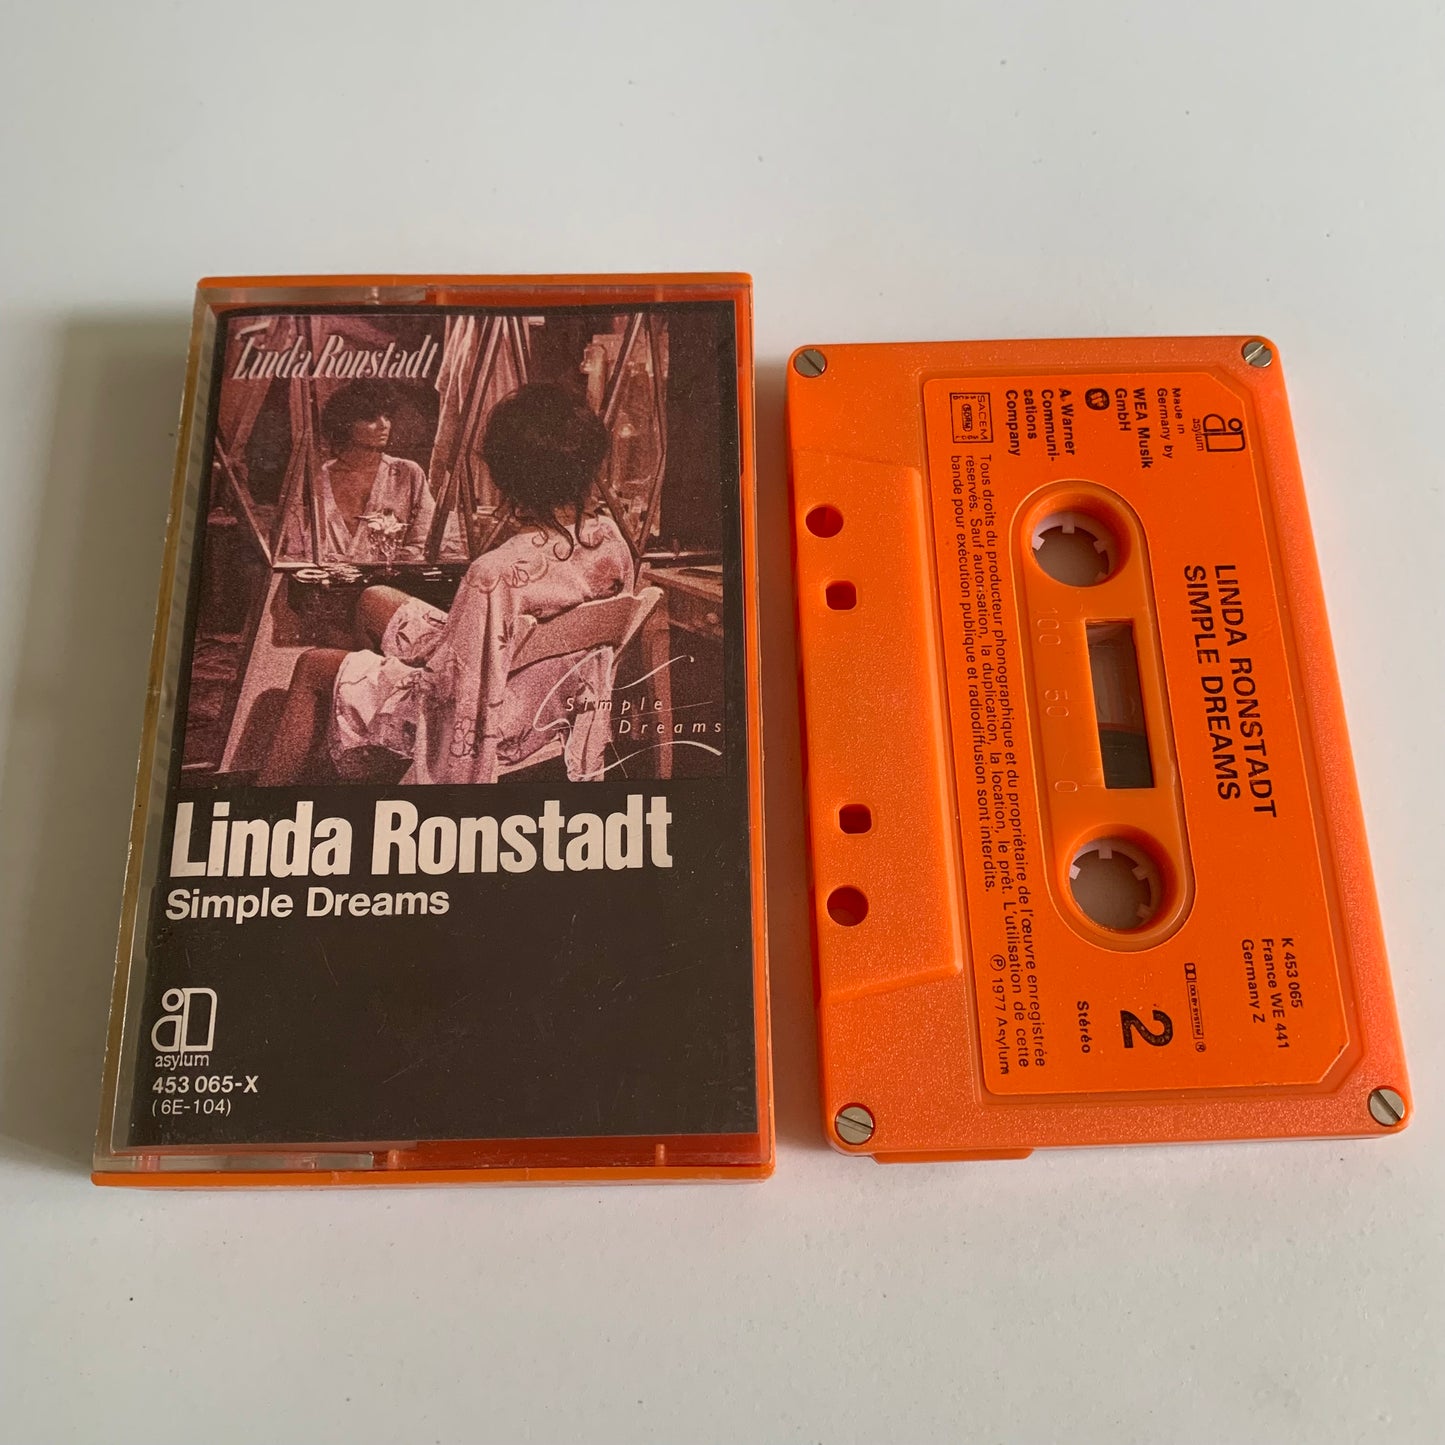 Linda Ronstadt
Simple
Dreams
Linda Ronstadt
Simple Dreams
asylum
453 065-X
(6E-104)
asylum
Made in
Germany by
WEA Musik
GmbH
A Warner
Communi-
cations
Company
SACEM
LINDA RONSTADT
SIMPLE DREAMS
100 50 0
Tous droits du producteur phonographique et du propriétaire de l'œuvre enregistrée
réservés. Sauf autorisation, la duplication, la location, le prêt. L'utilisation de cette
bande pour exécution publique et radiodiffusion sont interdits.
Ⓟ 1977 Asylum
K 453 065
France WE 441
Germany Z
DOLBY SYSTEM ®
2
Stéréo